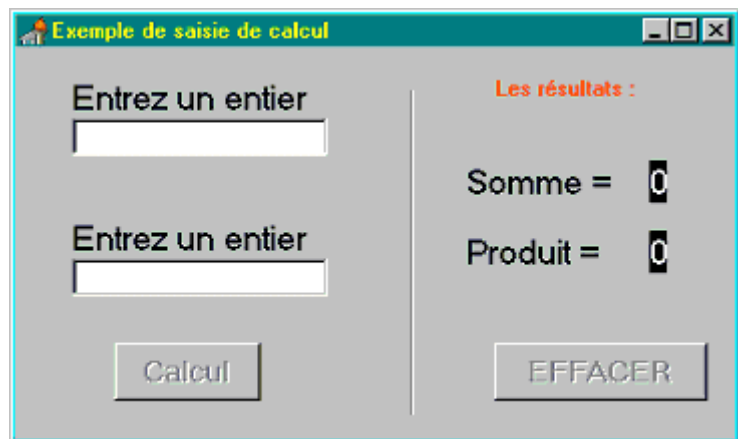 Exemple de saisie de calcul
Entrez un entier
Entrez un entier
Calcul
Les résultats :
Somme = 0
Produit = 0
EFFACER